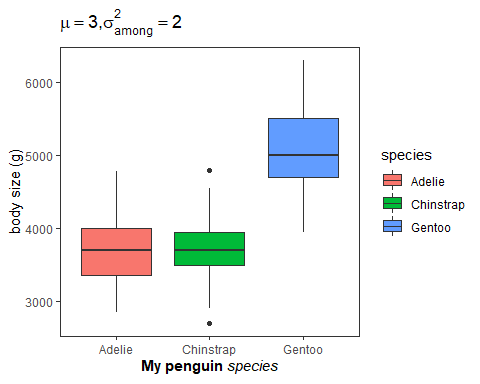 μ = 3,σ²among = 2
body size (g)
6000
5000
4000
3000
Adelie Chinstrap Gentoo
My penguin species
species
Adelie
Chinstrap
Gentoo